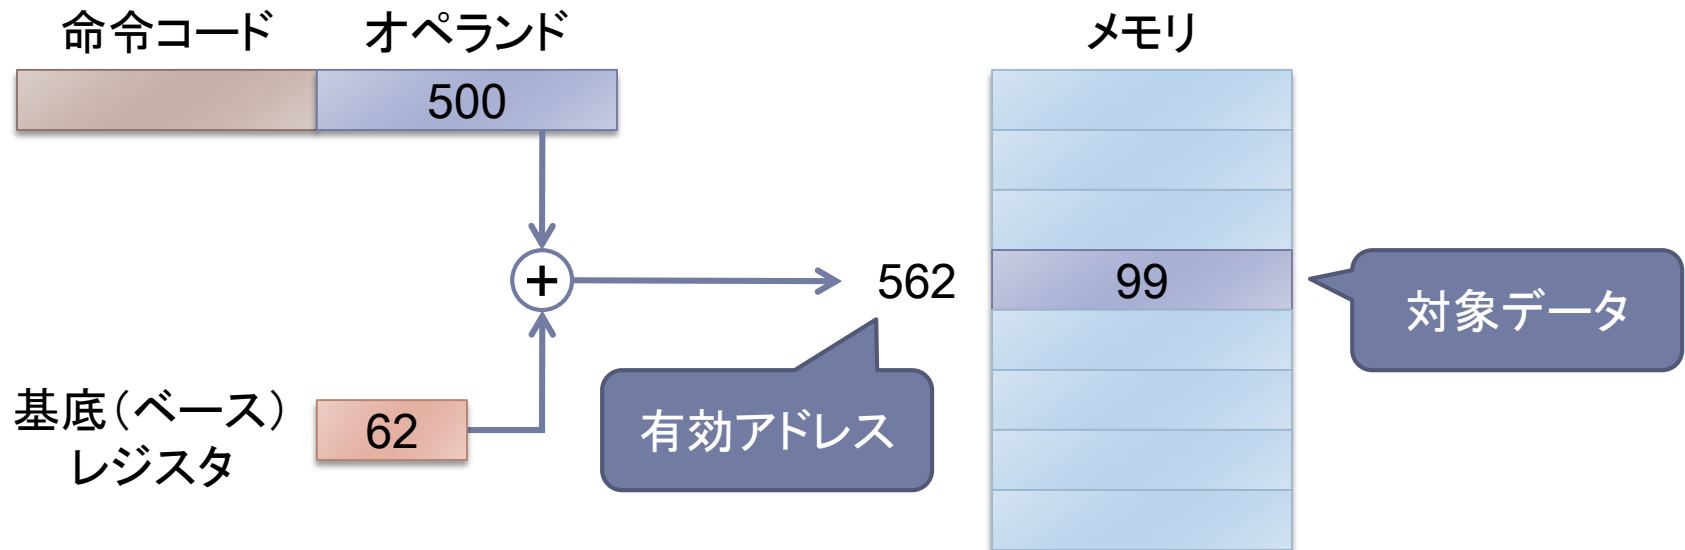 命令コード
オペランド
メモリ
500
+
562
99
対象データ
基底（ベース）
レジスタ
62
有効アドレス